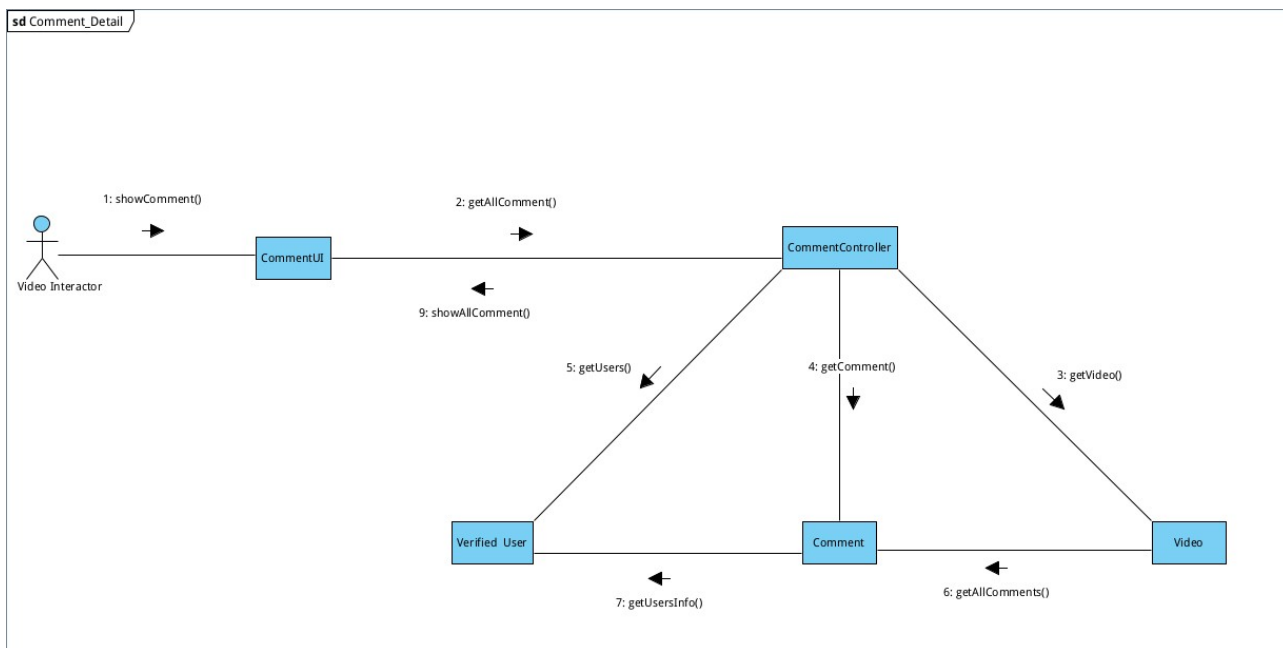 sd Comment_Detail
1: showComment()
2: getAllComment()
CommentController
CommentUI
Video Interactor
9: showAllComment()
5: getUsers()
4: getComment()
3: getVideo()
Verified User
Comment
Video
7: getUsersInfo()
6: getAllComments()